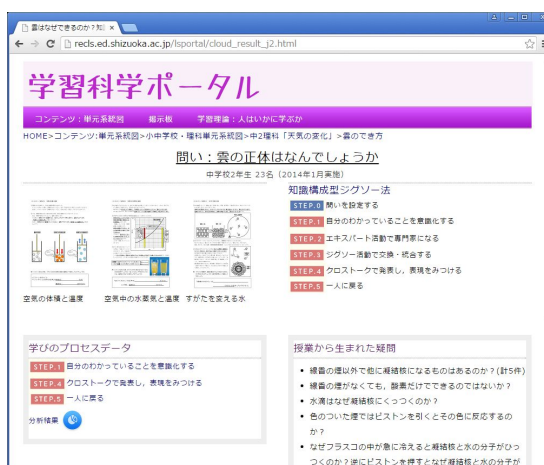 雲はなぜできるのか?知
recls.ed.shizuoka.ac.jp/lsportal/cloud_result_j2.html
学習科学ポータル
コンテンツ:単元系統図 掲示板 学習理論:人はいかに学ぶか
HOME>コンテンツ:単元系統図>小中学校・理科単元系統図>中2理科「天気の変化」>雲のでき方
問い:雲の正体はなんでしょうか
中学校2年生 23名(2014年1月実施)
空気の体積と温度 空気中の水蒸気と温度 すがたを変える水
知識構成型ジグソー法
STEP.0 問いを設定する
STEP.1 自分のわかっていることを意識化する
STEP.2 エキスパート活動で専門家になる
STEP.3 ジグソー活動で交換・統合する
STEP.4 クロストークで発表し、表現をみつける
STEP.5 一人に戻る
学びのプロセスデータ
STEP.1 自分のわかっていることを意識化する
STEP.4 クロストークで発表し、表現をみつける
STEP.5 一人に戻る
分析結果
授業から生まれた疑問
線香の煙以外で他に凝結核になるものはあるのか?(計5件)
線香の煙がなくても、酸素だけでできるのではないか?
水滴はなぜ凝結核にくっつくのか?
色のついた煙ではピストンを引くとその色に反応するの
か?
なぜフラスコの中が急に冷えると凝結核と水の分子がひっ
つくのか?逆にピストンを押すとなぜ凝結核と水の分子が